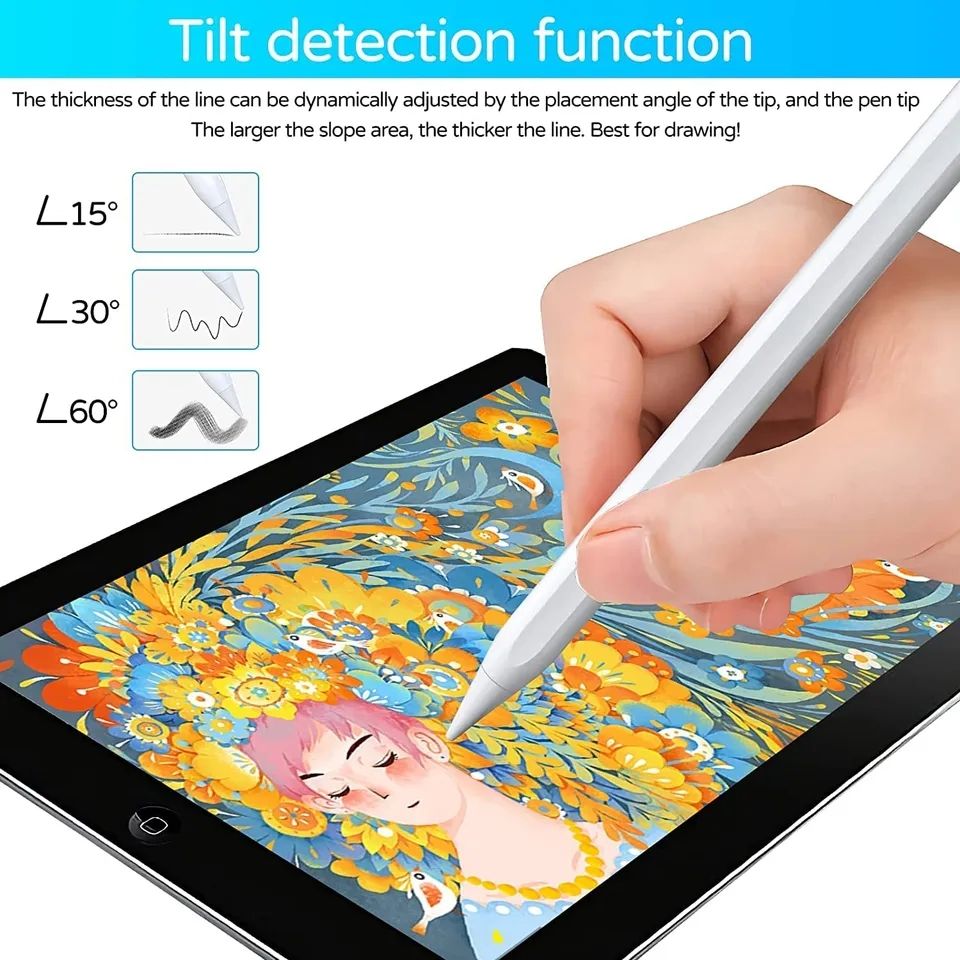 Tilt detection function
The thickness of the line can be dynamically adjusted by the placement angle of the tip, and the pen tip
The larger the slope area, the thicker the line. Best for drawing!
∠15°
∠30°
∠60°